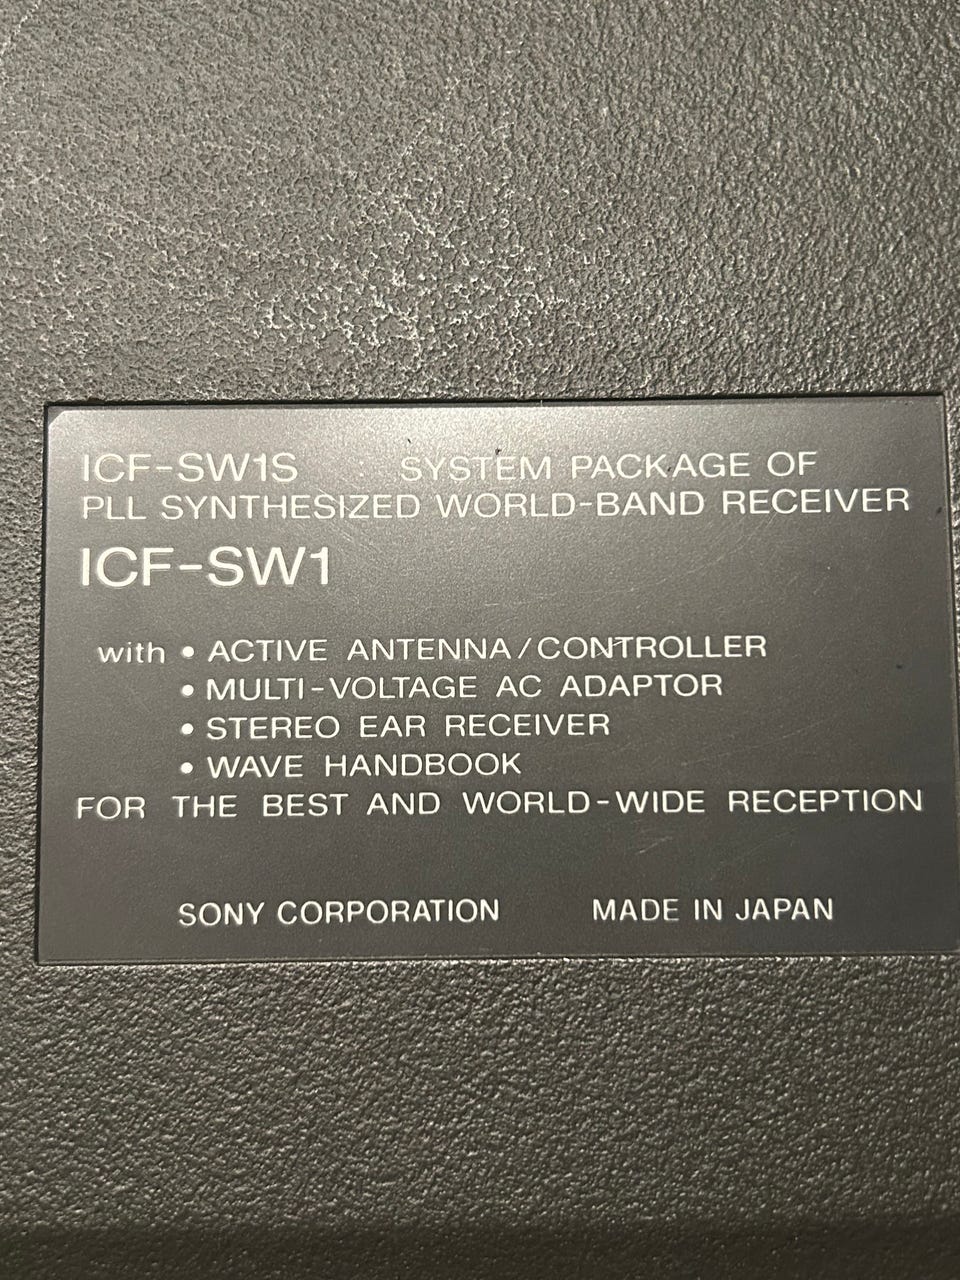 ICF-SW1S : SYSTEM PACKAGE OF
PLL SYNTHESIZED WORLD-BAND RECEIVER
ICF-SW1
with • ACTIVE ANTENNA/CONTROLLER
• MULTI-VOLTAGE AC ADAPTOR
• STEREO EAR RECEIVER
• WAVE HANDBOOK
FOR THE BEST AND WORLD-WIDE RECEPTION
SONY CORPORATION MADE IN JAPAN